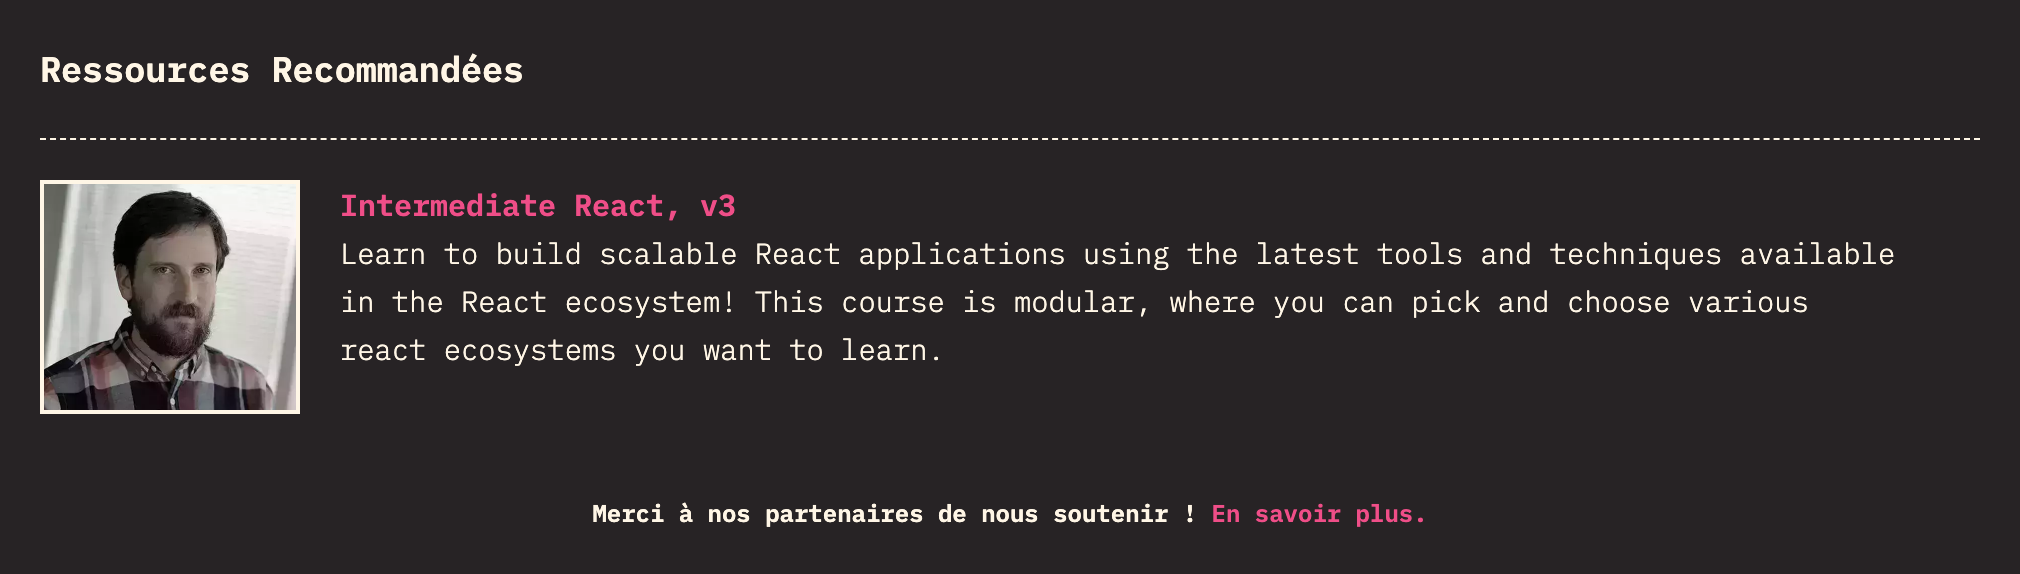 Ressources Recommandées
Intermediate React, v3
Learn to build scalable React applications using the latest tools and techniques available
in the React ecosystem! This course is modular, where you can pick and choose various
react ecosystems you want to learn.
Merci à nos partenaires de nous soutenir ! En savoir plus.